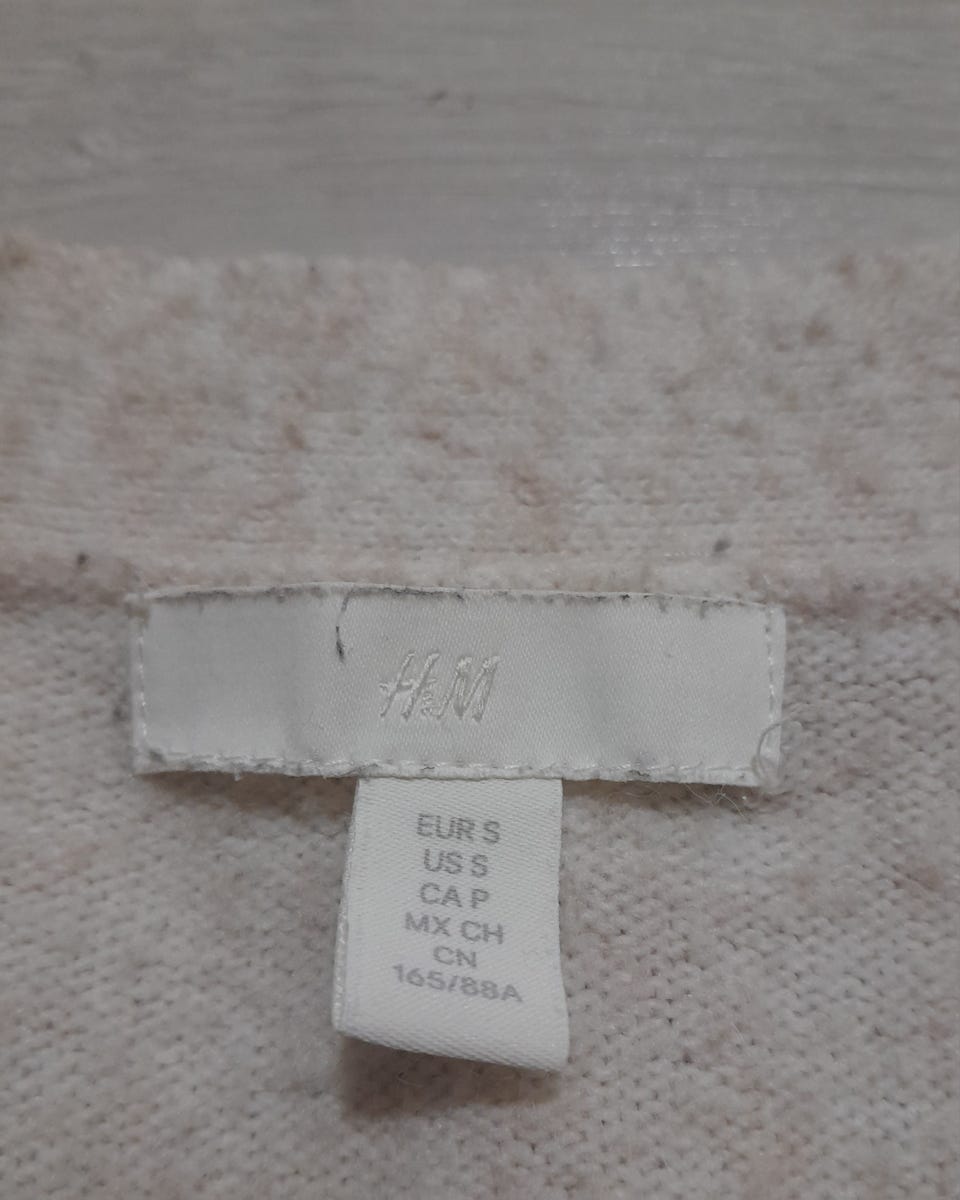 H&M
EUR S
US S
CA P
MX CH
CN
165/88A